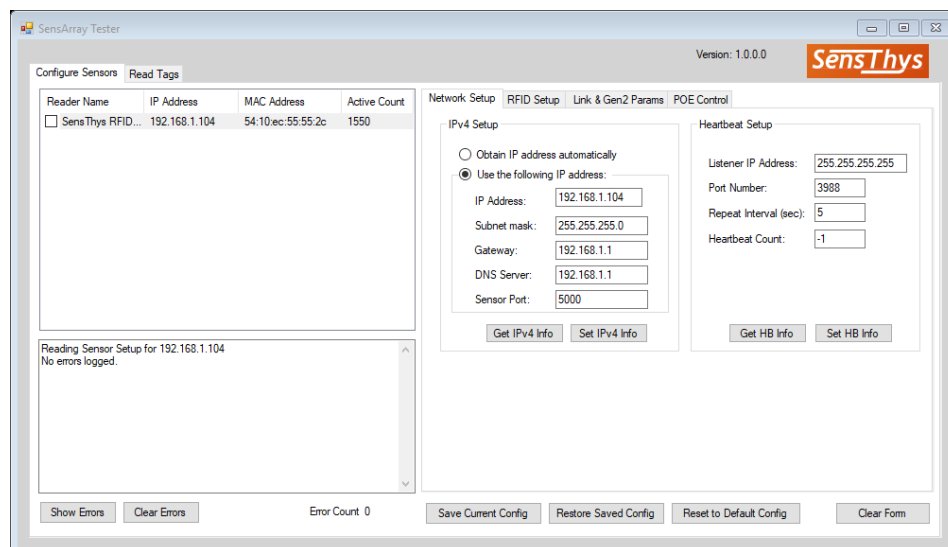 SensArray Tester
Version: 1.0.0.0
SensThys
Configure Sensors Read Tags
Reader Name IP Address MAC Address Active Count
SensThys RFID... 192.168.1.104 54:10:ec:55:55:2c 1550
Network Setup RFID Setup Link & Gen2 Params POE Control
IPv4 Setup
Obtain IP address automatically
Use the following IP address:
IP Address: 192.168.1.104
Subnet mask: 255.255.255.0
Gateway: 192.168.1.1
DNS Server: 192.168.1.1
Sensor Port: 5000
Get IPv4 Info Set IPv4 Info
Heartbeat Setup
Listener IP Address: 255.255.255.255
Port Number: 3988
Repeat Interval (sec): 5
Heartbeat Count: -1
Get HB Info Set HB Info
Reading Sensor Setup for 192.168.1.104
No errors logged.
Show Errors Clear Errors Error Count 0
Save Current Config Restore Saved Config Reset to Default Config Clear Form